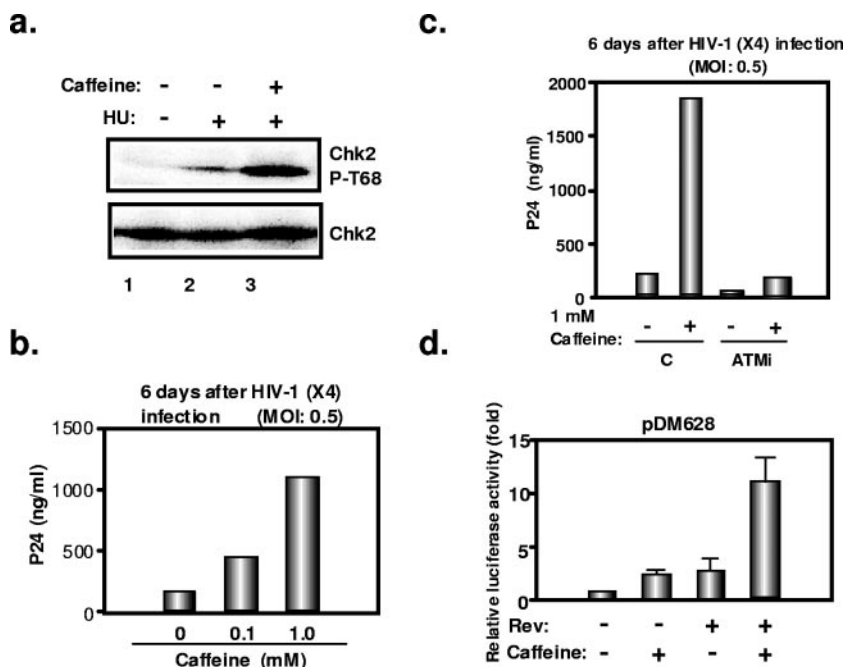 a.
Caffeine: - - +
HU: - + +
Chk2
P-T68
Chk2
1 2 3
b.
6 days after HIV-1 (X4)
infection (MOI: 0.5)
P24 (ng/ml)
1500
1000
500
0
0 0.1 1.0
Caffeine (mM)
c.
6 days after HIV-1 (X4) infection
(MOI: 0.5)
P24 (ng/ml)
2000
1500
1000
500
0
1 mM
Caffeine: - + - +
C ATMi
d.
pDM628
Relative luciferase activity (fold)
15
10
5
0
Rev: - - + +
Caffeine: - + - +